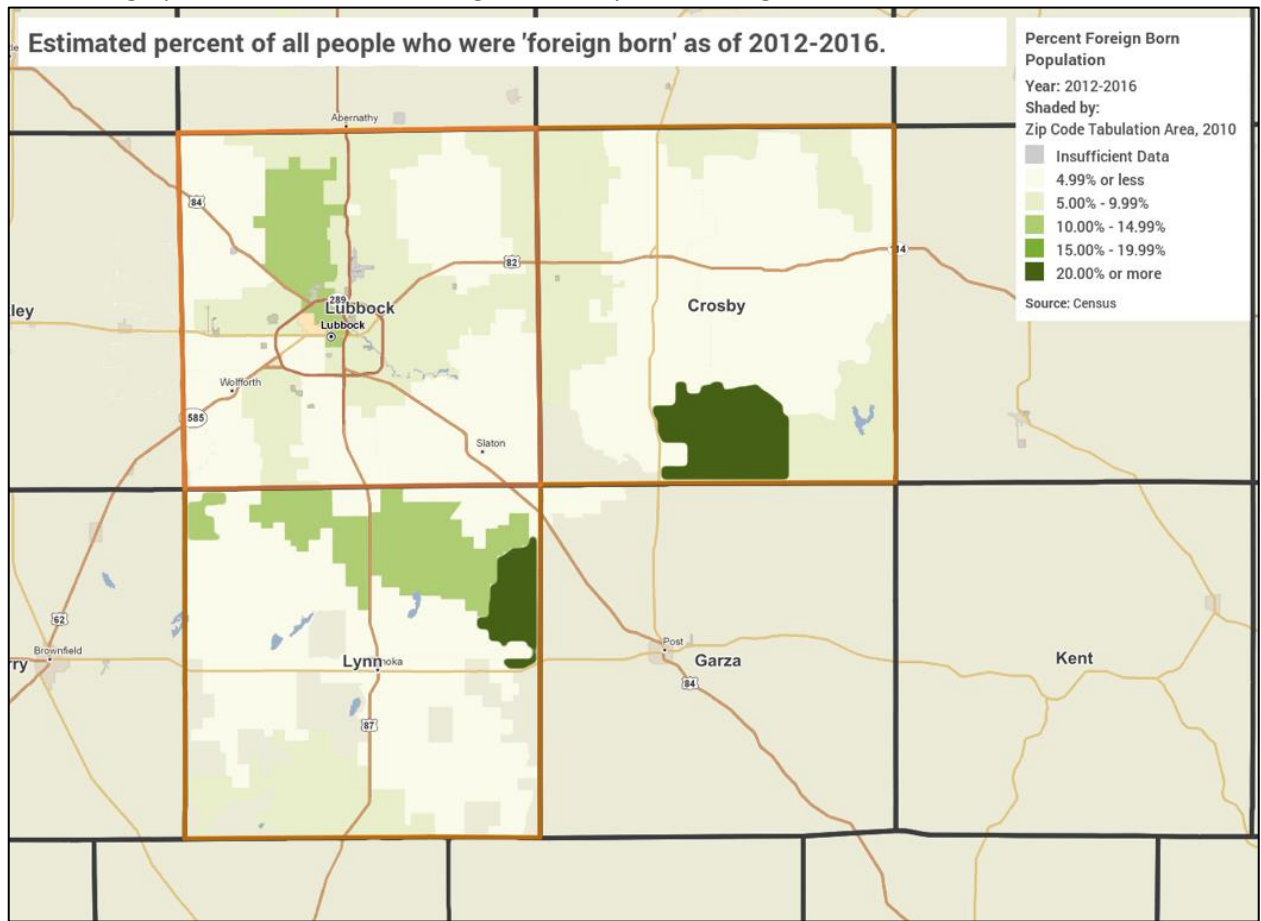 Estimated percent of all people who were 'foreign born' as of 2012-2016.
Percent Foreign Born
Population
Year: 2012-2016
Shaded by:
Zip Code Tabulation Area, 2010
Insufficient Data
4.99% or less
5.00% - 9.99%
10.00% - 14.99%
15.00% - 19.99%
20.00% or more
Source: Census
Abernathy
84
82
14
ley
289
Lubbock
Lubbock
Crosby
Wolfforth
585
Slaton
62
Brownfield
rry
Lynn
oka
Post
Garza
Kent
84
87